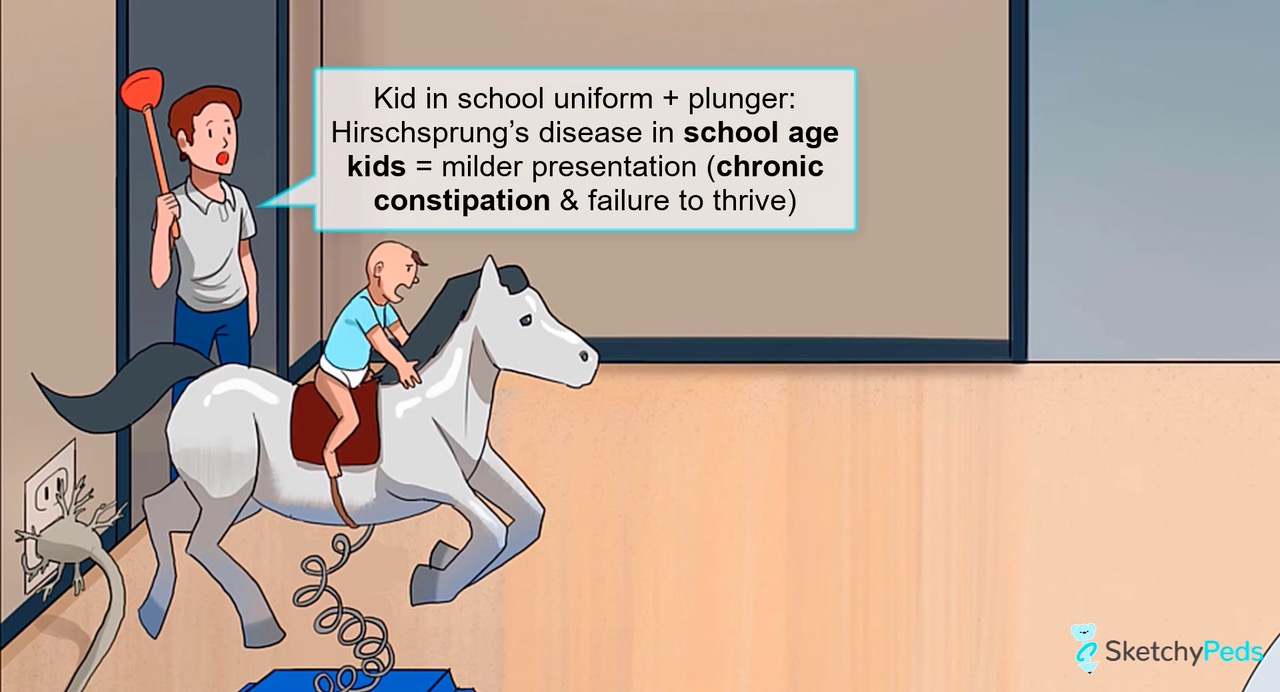 Kid in school uniform + plunger:
Hirschsprung’s disease in school age
kids = milder presentation (chronic
constipation & failure to thrive)
SketchyPeds